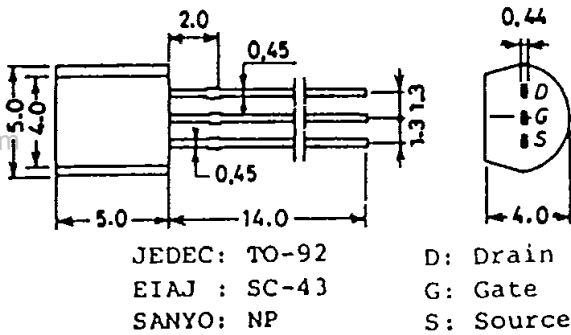 2.0
0.44
0,45
D
G
S
5.0
4.0
1.3
1.3
0,45
5.0
14.0
4.0
JEDEC: TO-92
D: Drain
EIAJ : SC-43
G: Gate
SANYO: NP
S: Source